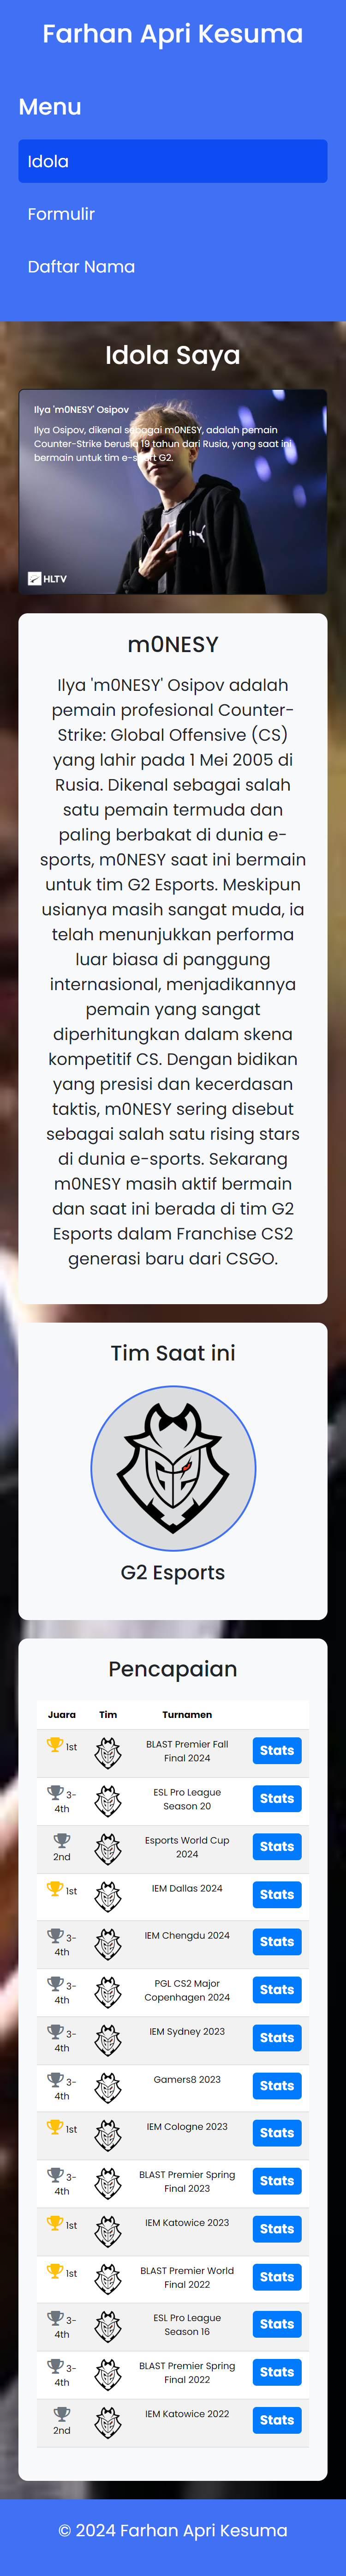 Farhan Apri Kesuma
Menu
Idola
Formulir
Daftar Nama
Idola Saya
Ilya 'm0NESY' Osipov
Ilya Osipov, dikenal sebagai m0NESY, adalah pemain
Counter-Strike berusia 19 tahun dari Rusia, yang saat ini
bermain untuk tim e-sport G2.
HLTV
m0NESY
Ilya 'm0NESY' Osipov adalah
pemain profesional Counter-
Strike: Global Offensive (CS)
yang lahir pada 1 Mei 2005 di
Rusia. Dikenal sebagai salah
satu pemain termuda dan
paling berbakat di dunia e-
sports, m0NESY saat ini bermain
untuk tim G2 Esports. Meskipun
usianya masih sangat muda, ia
telah menunjukkan performa
luar biasa di panggung
internasional, menjadikannya
pemain yang sangat
diperhitungkan dalam skena
kompetitif CS. Dengan bidikan
yang presisi dan kecerdasan
taktis, m0NESY sering disebut
sebagai salah satu rising stars
di dunia e-sports. Sekarang
m0NESY masih aktif bermain
dan saat ini berada di tim G2
Esports dalam Franchise CS2
generasi baru dari CSGO.
Tim Saat ini
G2 Esports
Pencapaian
Juara Tim Turnamen
1st BLAST Premier Fall Stats
Final 2024
3- ESL Pro League Stats
4th Season 20
Esports World Cup Stats
2nd 2024
1st IEM Dallas 2024 Stats
3- IEM Chengdu 2024 Stats
4th
3- PGL CS2 Major Stats
4th Copenhagen 2024
3- IEM Sydney 2023 Stats
4th
3- Gamers8 2023 Stats
4th
1st IEM Cologne 2023 Stats
3- BLAST Premier Spring Stats
4th Final 2023
1st IEM Katowice 2023 Stats
1st BLAST Premier World Stats
Final 2022
3- ESL Pro League Stats
4th Season 16
3- BLAST Premier Spring Stats
4th Final 2022
IEM Katowice 2022 Stats
2nd
© 2024 Farhan Apri Kesuma